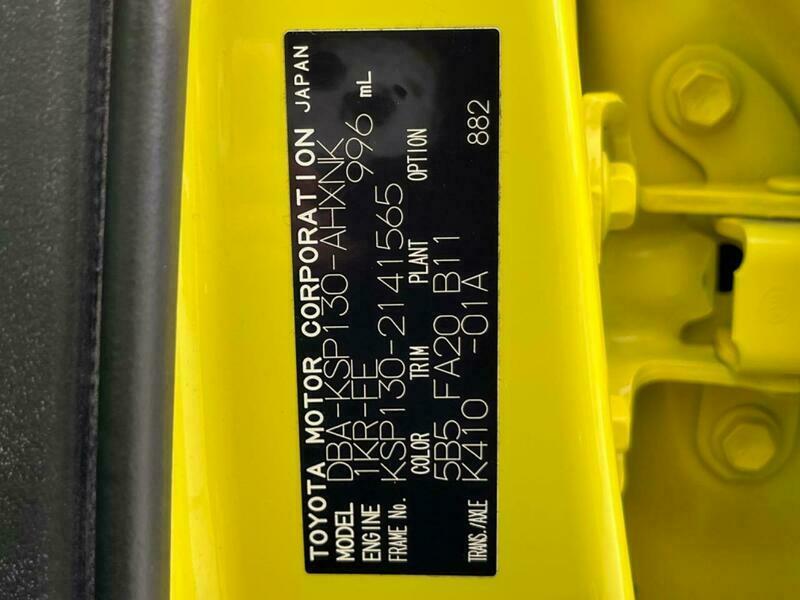 TOYOTA MOTOR CORPORATION JAPAN
MODEL DBA-KSP130-AHXNK
ENGINE 1KR-FE 996 mL
FRAME No. KSP130-2141565
COLOR TRIM PLANT OPTION
5B5 FA20 B11 882
TRANS./AXLE K410 -01A